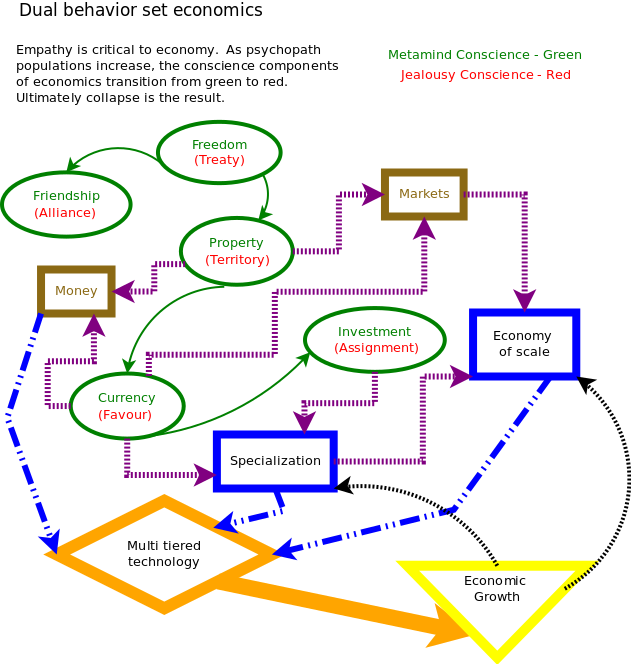 Dual behavior set economics
Empathy is critical to economy.  As psychopath
populations increase, the conscience components
of economics transition from green to red.
Ultimately collapse is the result.
Metamind Conscience - Green
Jealousy Conscience - Red
Freedom
(Treaty)
Friendship
(Alliance)
Markets
Property
(Territory)
Money
Investment
(Assignment)
Economy
of scale
Currency
(Favour)
Specialization
Multi tiered
technology
Economic
Growth